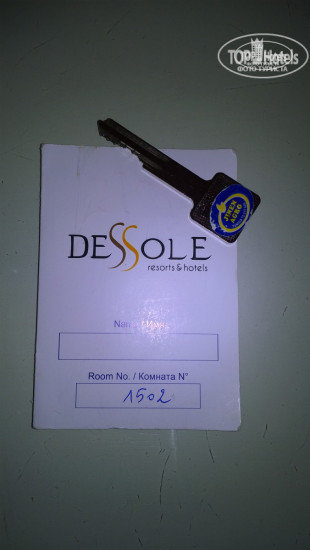 TOP Hotels
ФОТО ТУРИСТА
DESSOLE
resorts & hotels
Room No. / Комната N°
1502